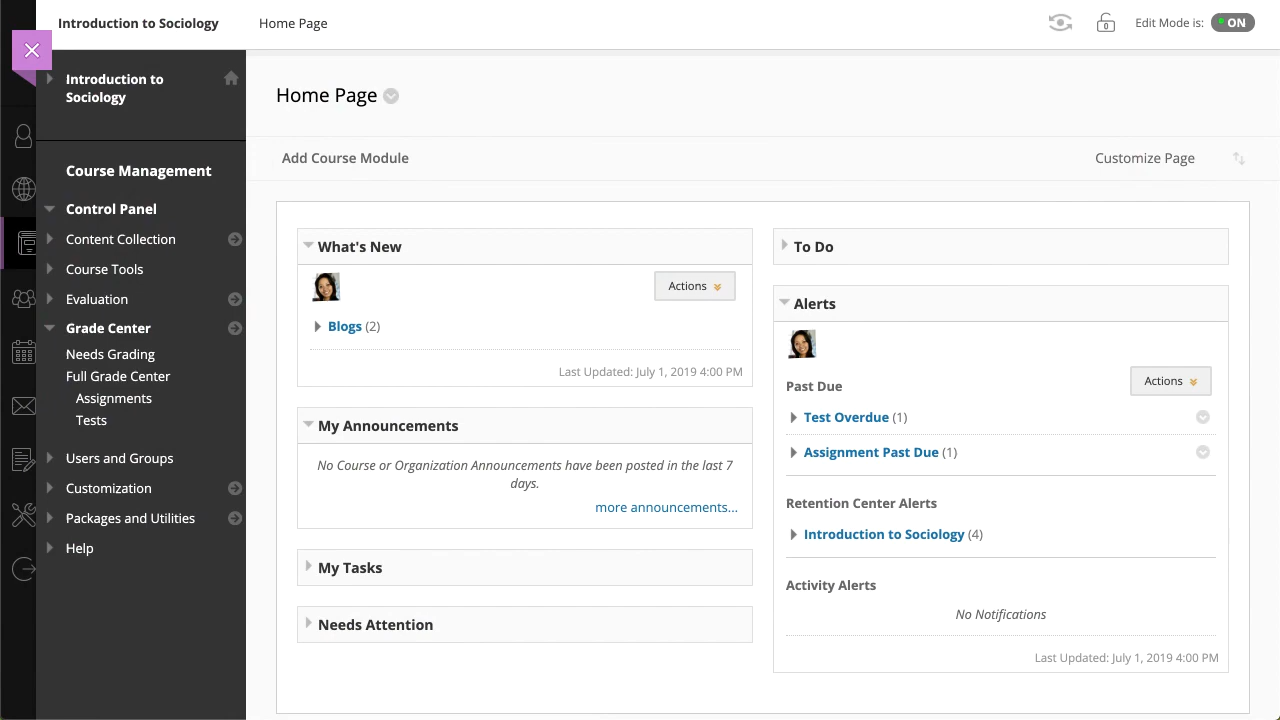 Introduction to Sociology
Home Page
Edit Mode is:
ON
Introduction to
Sociology
Course Management
Control Panel
Content Collection
Course Tools
Evaluation
Grade Center
Needs Grading
Full Grade Center
Assignments
Tests
Users and Groups
Customization
Packages and Utilities
Help
Home Page
Add Course Module
Customize Page
What's New
Actions
Blogs (2)
Last Updated: July 1, 2019 4:00 PM
My Announcements
No Course or Organization Announcements have been posted in the last 7
days.
more announcements...
My Tasks
Needs Attention
To Do
Alerts
Actions
Past Due
Test Overdue (1)
Assignment Past Due (1)
Retention Center Alerts
Introduction to Sociology (4)
Activity Alerts
No Notifications
Last Updated: July 1, 2019 4:00 PM